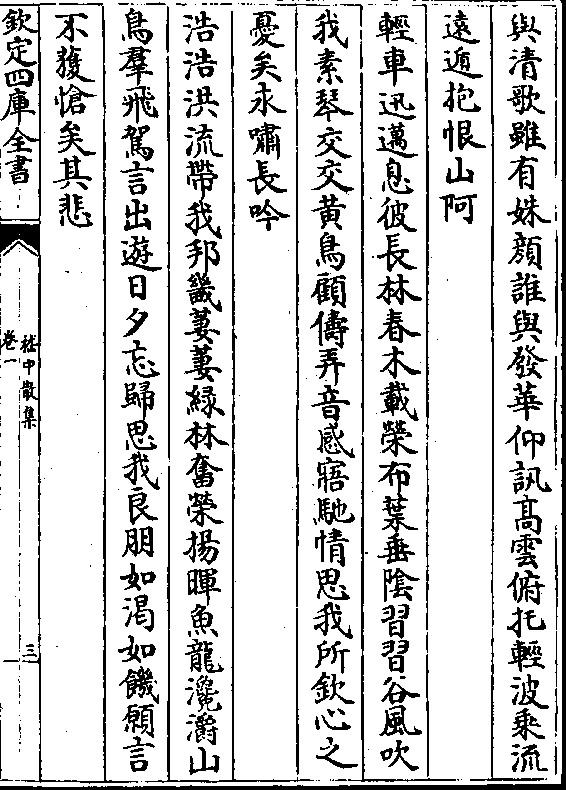 與清歌雖有姝顔誰與發華仰訊髙雲俯托輕波乘流
遠遁抱恨山阿
輕車迅邁息彼長林春木載榮布葉垂陰習習谷風吹
我素琴交交黄鳥顧儔弄音感寤馳情思我所欽心之
憂矣永嘯長吟
浩浩洪流帶我邦畿萋萋緑林奮榮揚暉魚龍瀺灂山
鳥羣飛駕言出遊日夕忘歸思我良朋如渴如饑願言
不獲愴矣其悲
欽定四庫全書
嵇中散集
卷一
三